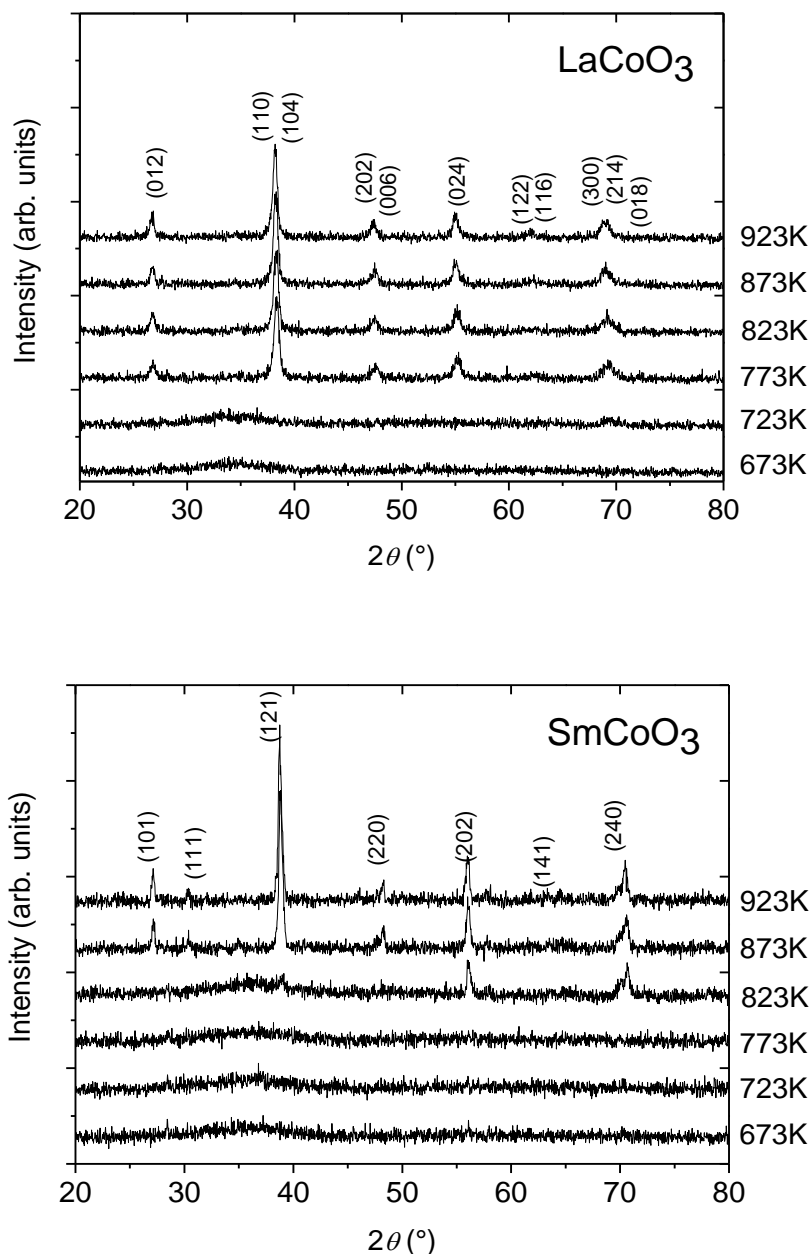 LaCoO3
Intensity (arb. units)
(012)
(110)
(104)
(202)
(006)
(024)
(122)
(116)
(300)
(214)
(018)
923K
873K
823K
773K
723K
673K
20 30 40 50 60 70 80
2θ (°)
SmCoO3
Intensity (arb. units)
(101)
(111)
(121)
(220)
(202)
(141)
(240)
923K
873K
823K
773K
723K
673K
20 30 40 50 60 70 80
2θ (°)